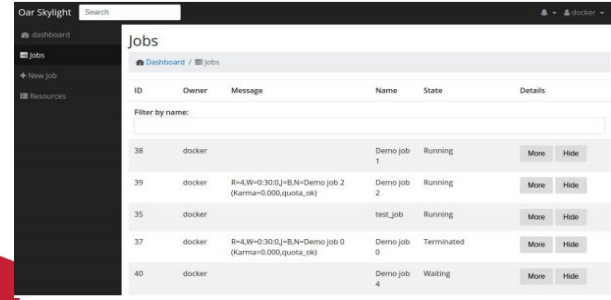 Oar Skylight Search docker
dashboard
Jobs
New Job
Resources
Jobs
Dashboard / Jobs
ID Owner Message Name State Details
Filter by name:
38 docker Demo job 1 Running More Hide
39 docker R=4,W=0:30:0,J=B,N=Demo job 2 (Karma=0.000,quota_ok) Demo job 2 Running More Hide
35 docker test_job Running More Hide
37 docker R=4,W=0:30:0,J=B,N=Demo job 0 (Karma=0.000,quota_ok) Demo job 0 Terminated More Hide
40 docker Demo job 4 Waiting More Hide